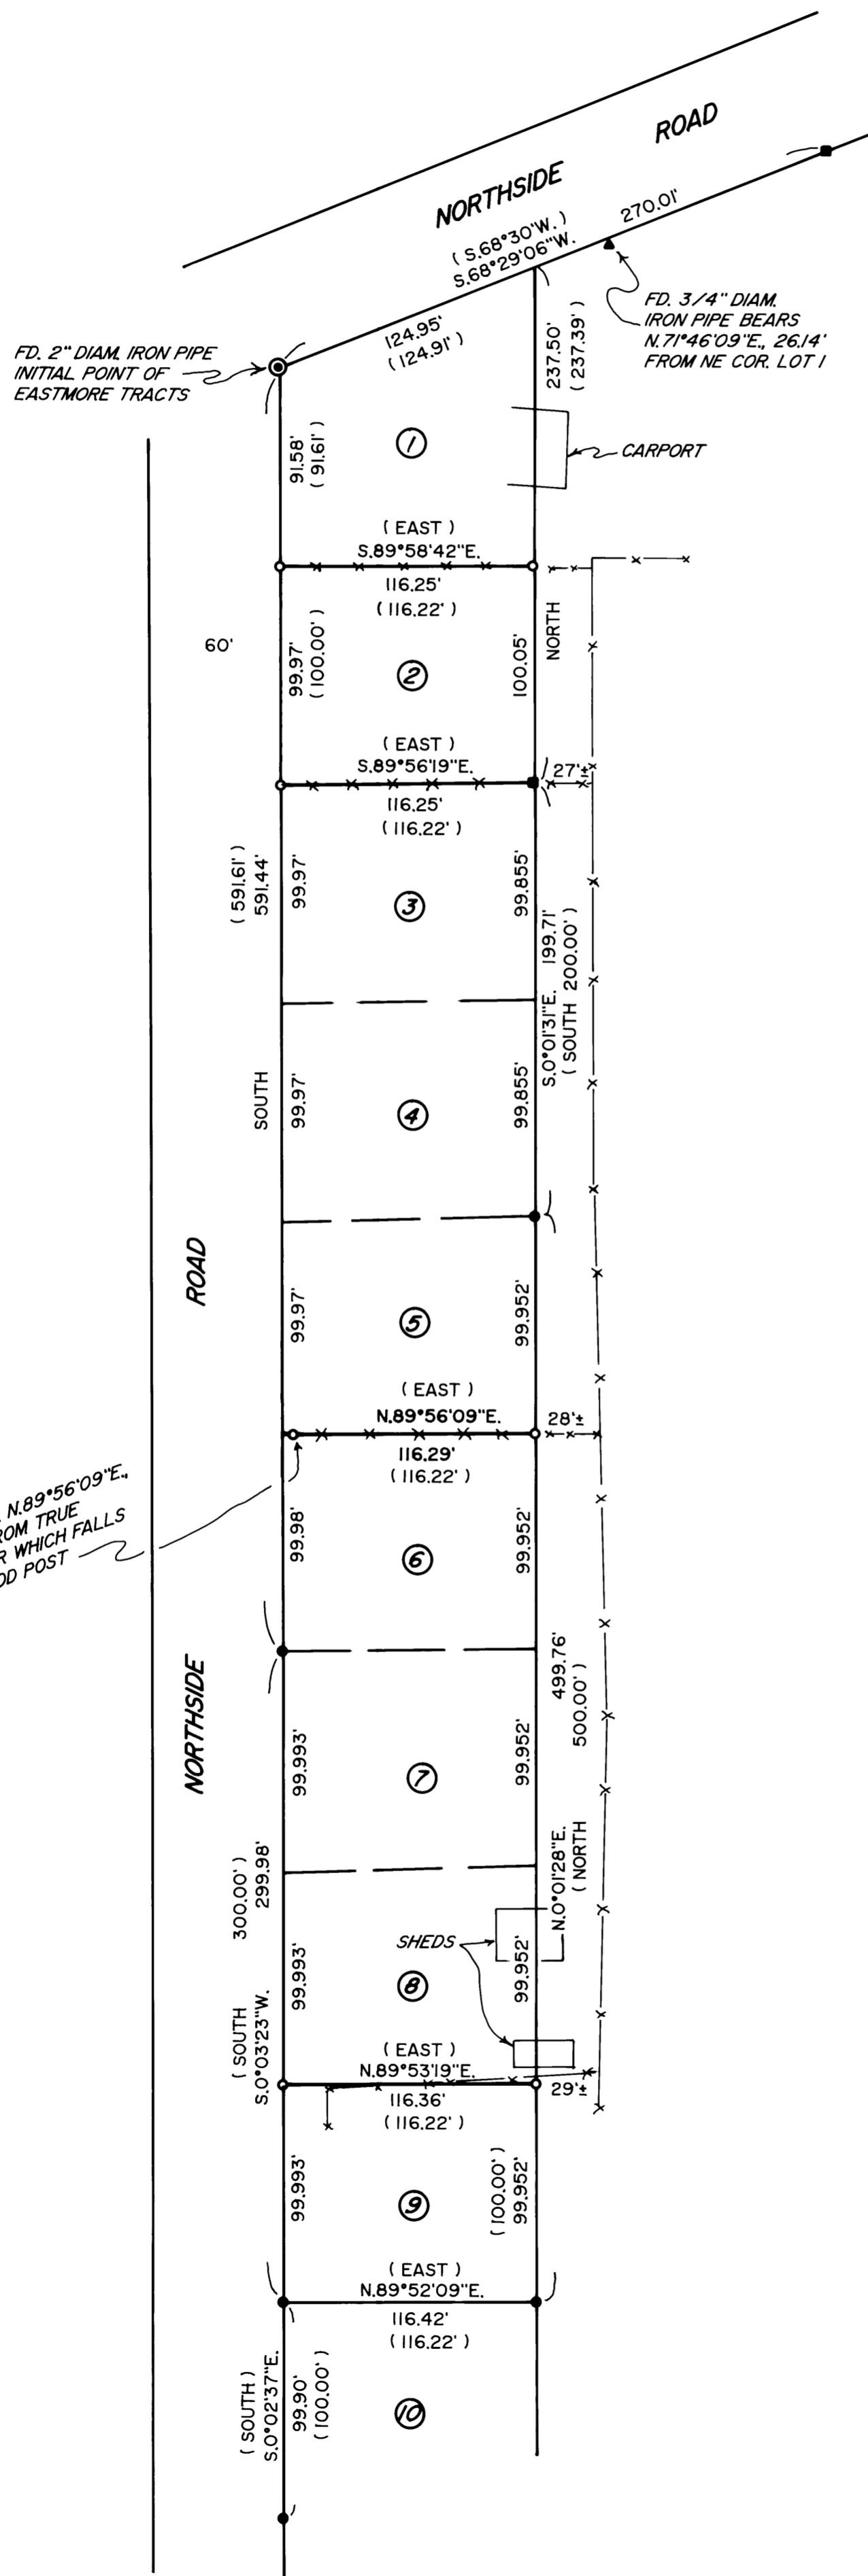 NORTHSIDE ROAD
270.01'
( S.68°30'W. )
S.68°29'06"W.
124.95'
( 124.91' )
FD. 3/4" DIAM.
IRON PIPE BEARS
N.71°46'09"E., 26.14'
FROM NE COR. LOT 1
FD. 2" DIAM. IRON PIPE
INITIAL POINT OF
EASTMORE TRACTS
237.50'
( 237.39' )
91.58'
( 91.61' )
1
CARPORT
( EAST )
S.89°58'42"E.
116.25'
( 116.22' )
60'
99.97'
( 100.00' )
2
100.05'
NORTH
( EAST )
S.89°56'19"E.
27'±
116.25'
( 116.22' )
( 591.61' )
591.44'
99.97'
3
99.855'
S.0°01'31"E. 199.71'
( SOUTH 200.00' )
SOUTH
99.97'
4
99.855'
ROAD
99.97'
5
99.952'
( EAST )
N.89°56'09"E.
28'±
116.29'
( 116.22' )
N.89°56'09"E.,
FROM TRUE
WHICH FALLS
POST
99.98'
6
99.952'
NORTHSIDE
99.993'
7
99.952'
N.0°01'28"E. 499.76'
( NORTH 500.00' )
( SOUTH 300.00' )
S.0°03'23"W. 299.98'
99.993'
SHEDS
8
99.952'
( EAST )
N.89°53'19"E.
29'±
116.36'
( 116.22' )
99.993'
9
( 100.00' )
99.952'
( EAST )
N.89°52'09"E.
116.42'
( 116.22' )
( SOUTH )
S.0°02'37"E.
99.90'
( 100.00' )
10